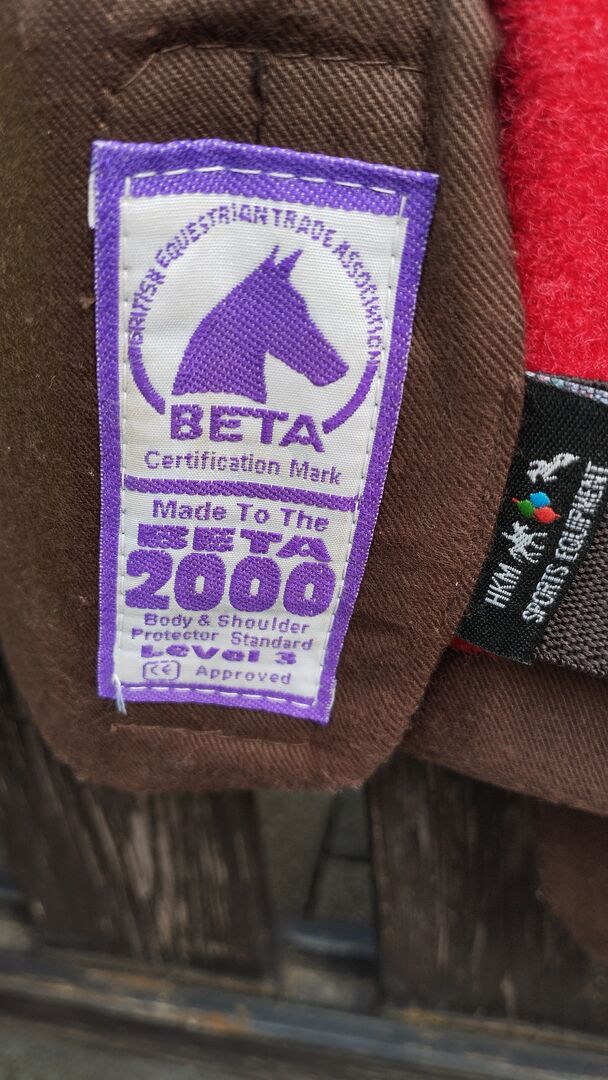 BRITISH EQUESTRIAN TRADE ASSOCIATION
BETA
Certification Mark
Made To The
BETA
2000
Body & Shoulder
Protector Standard
Level 3
CE Approved
HKM
SPORTS EQUIPMENT